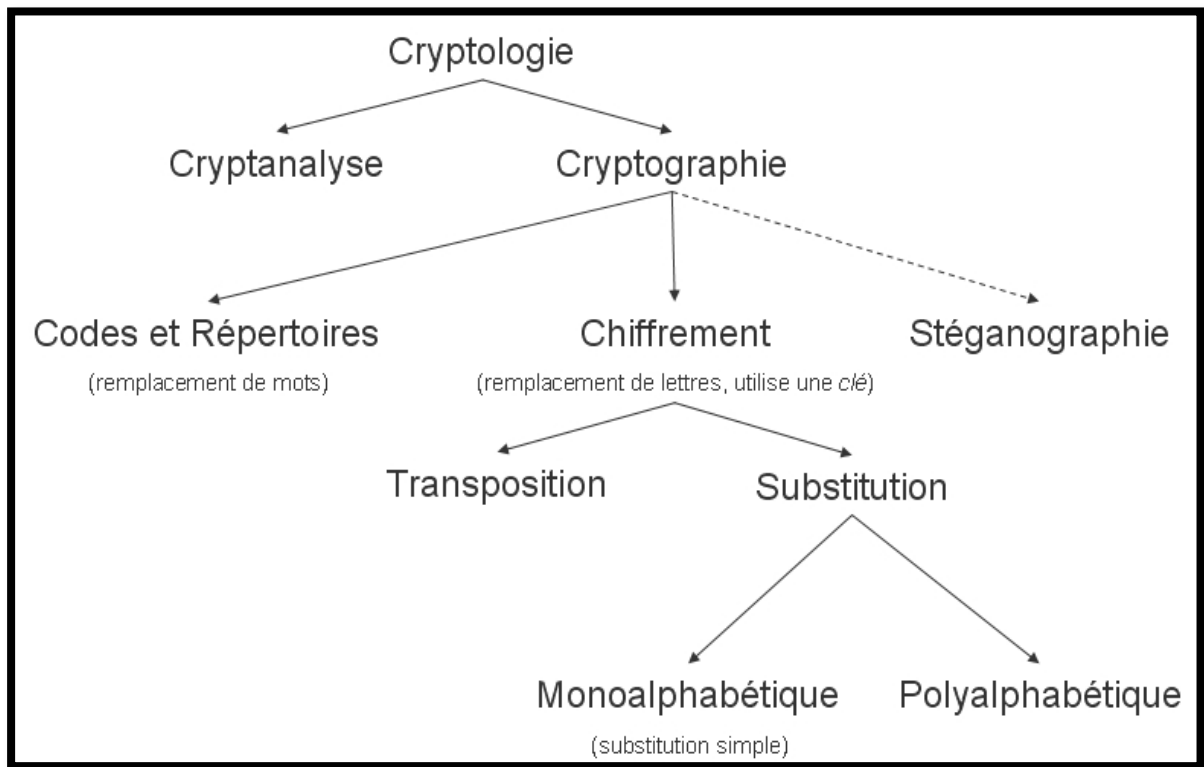 Cryptologie
Cryptanalyse
Cryptographie
Codes et Répertoires
(remplacement de mots)
Chiffrement
(remplacement de lettres, utilise une clé)
Stéganographie
Transposition
Substitution
Monoalphabétique
(substitution simple)
Polyalphabétique